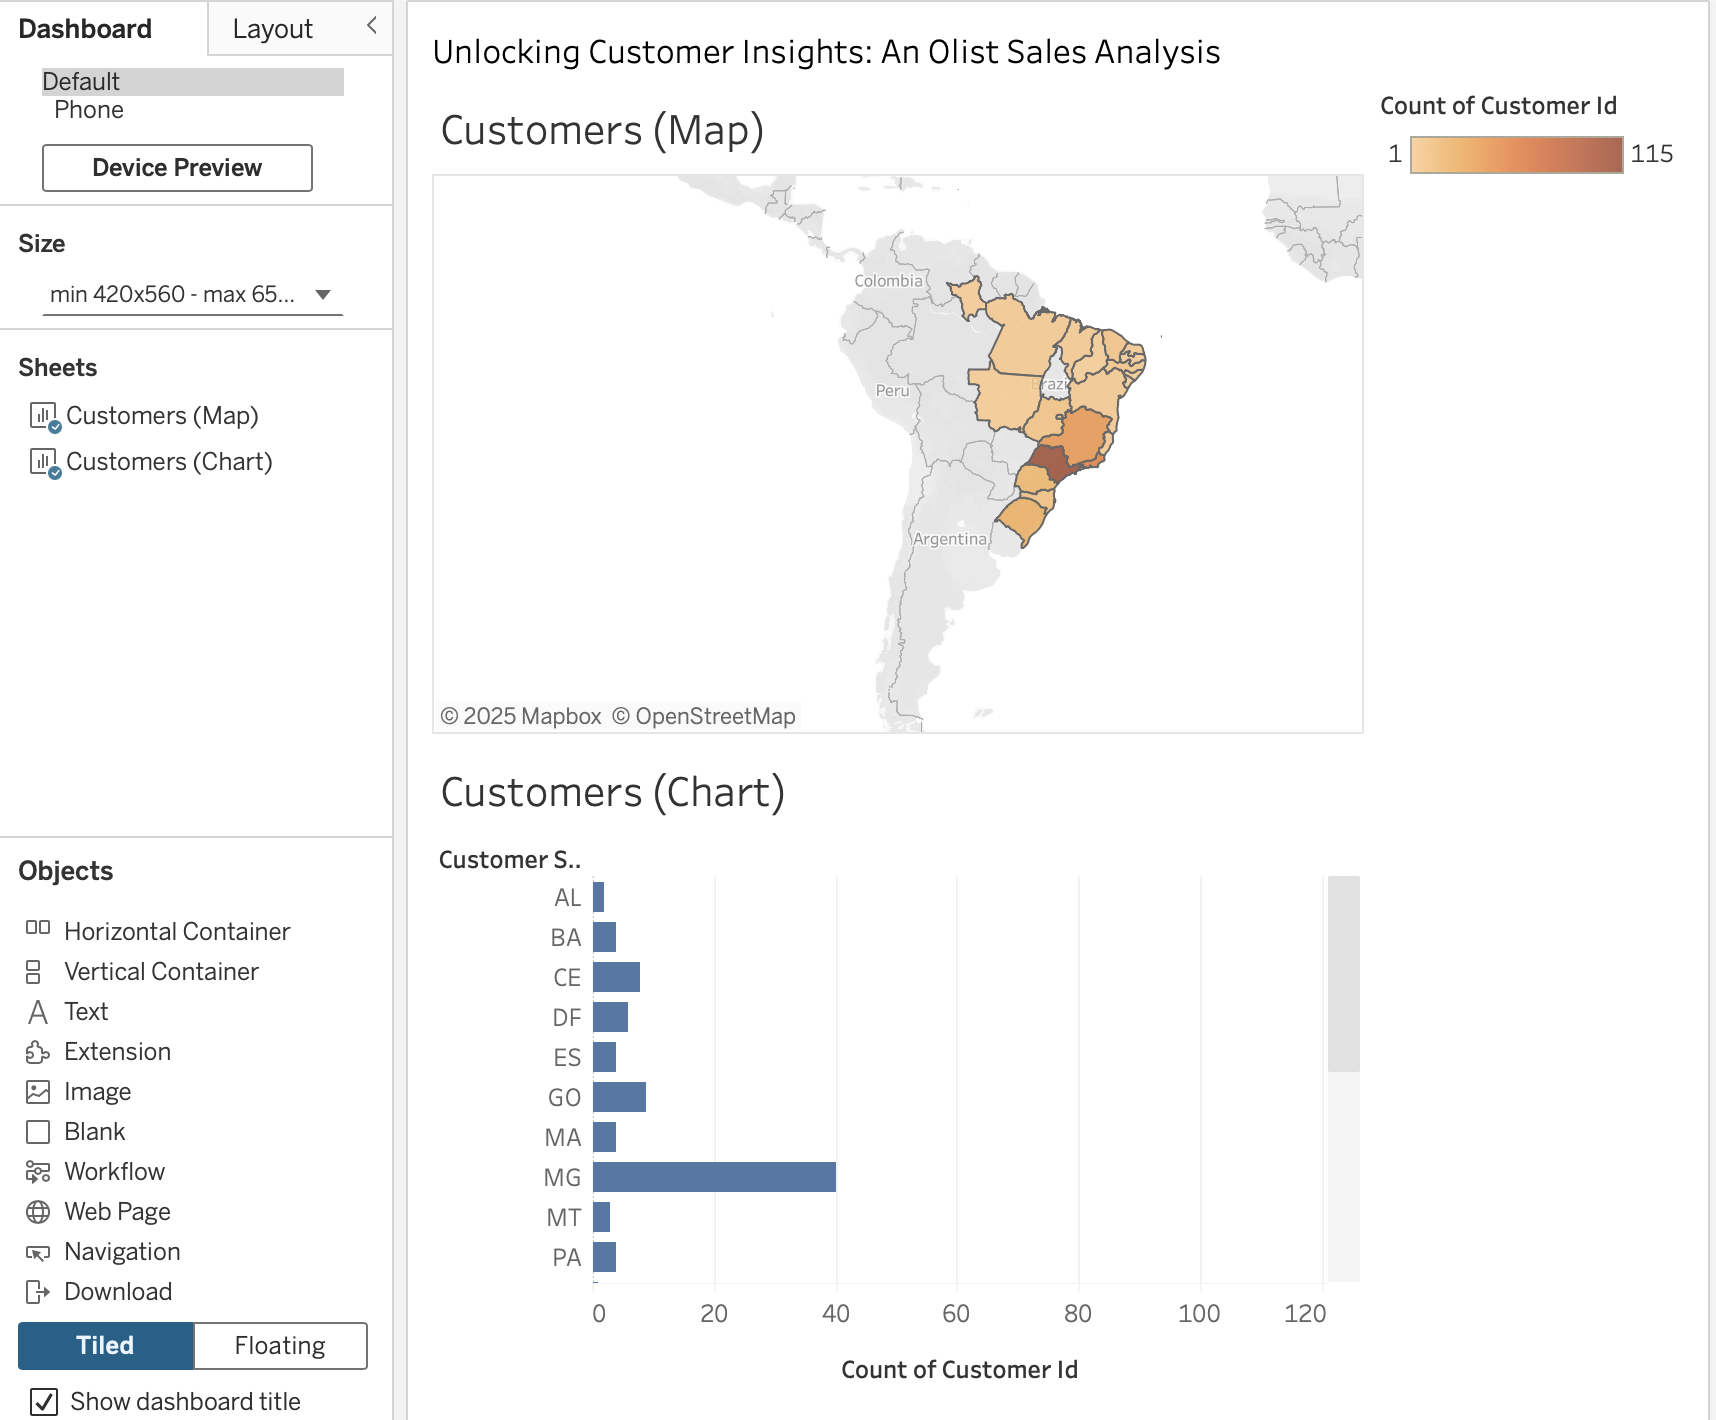 Dashboard
Layout
Default
Phone
Device Preview
Size
min 420x560 - max 65...
Sheets
Customers (Map)
Customers (Chart)
Objects
Horizontal Container
Vertical Container
Text
Extension
Image
Blank
Workflow
Web Page
Navigation
Download
Tiled
Floating
Show dashboard title
Unlocking Customer Insights: An Olist Sales Analysis
Customers (Map)
Count of Customer Id
1
115
Colombia
Peru
Argentina
© 2025 Mapbox © OpenStreetMap
Customers (Chart)
Customer S..
AL
BA
CE
DF
ES
GO
MA
MG
MT
PA
0 20 40 60 80 100 120
Count of Customer Id